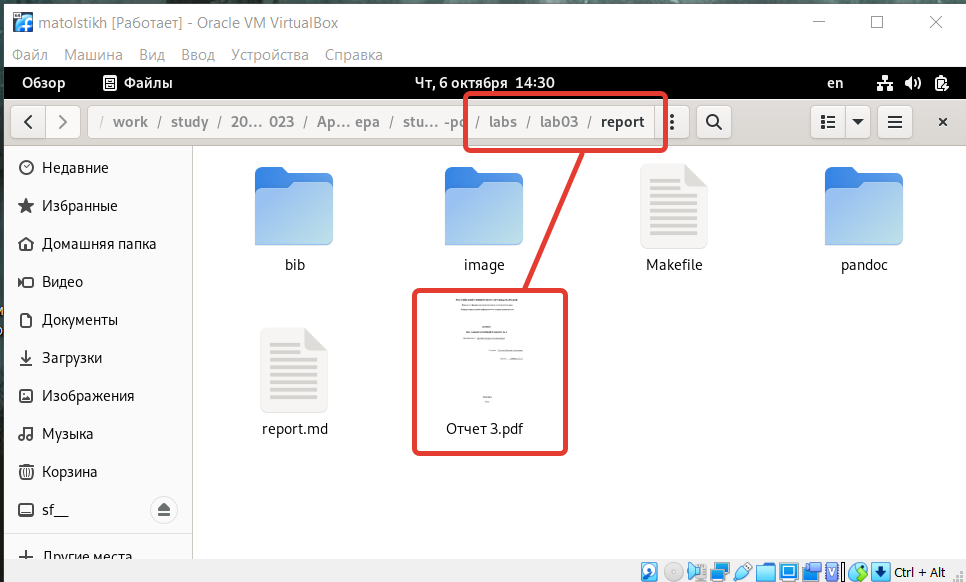 matolstikh [Работает] - Oracle VM VirtualBox
Файл Машина Вид Ввод Устройства Справка
Обзор Файлы Чт, 6 октября 14:30 en
/ work / study / 20… 023 / Ар… ера / stu… -pc / labs / lab03 / report
Недавние
Избранные
Домашняя папка
Видео
Документы
Загрузки
Изображения
Музыка
Корзина
sf__
Другие места
bib image Makefile pandoc
report.md Отчет 3.pdf
Ctrl + Alt